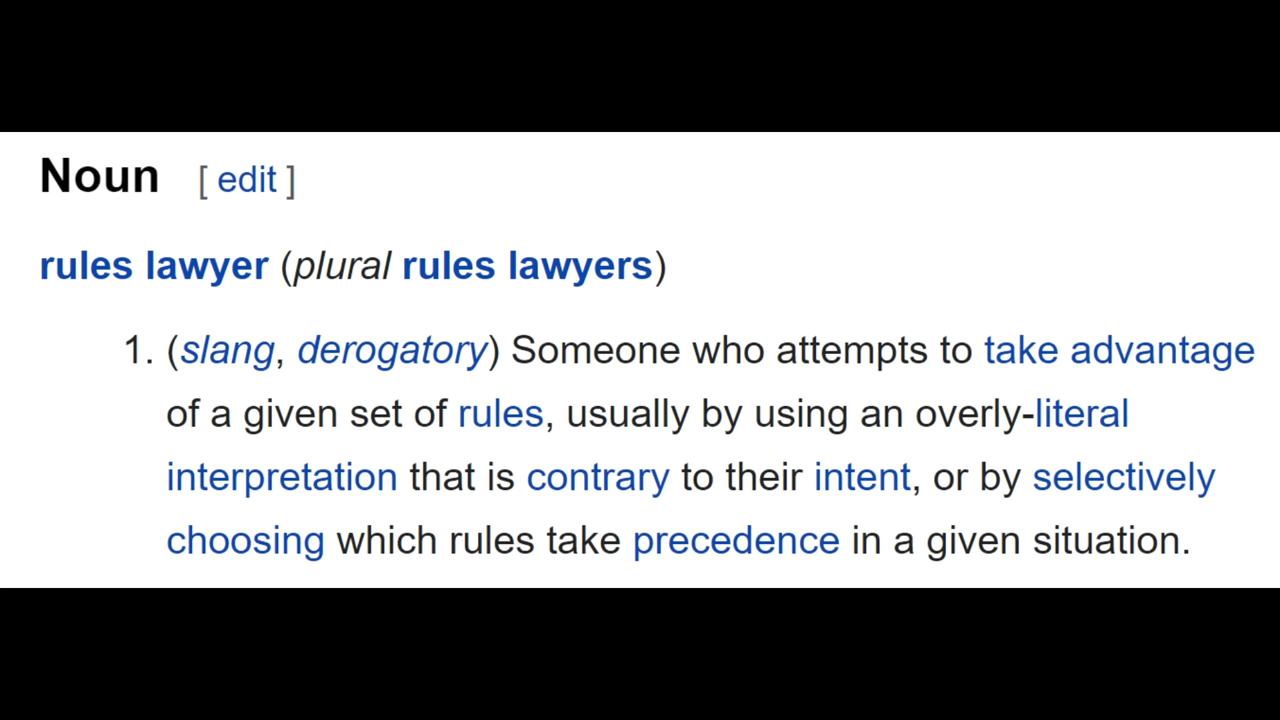 Noun [ edit ]
rules lawyer (plural rules lawyers)
1. (slang, derogatory) Someone who attempts to take advantage
of a given set of rules, usually by using an overly-literal
interpretation that is contrary to their intent, or by selectively
choosing which rules take precedence in a given situation.